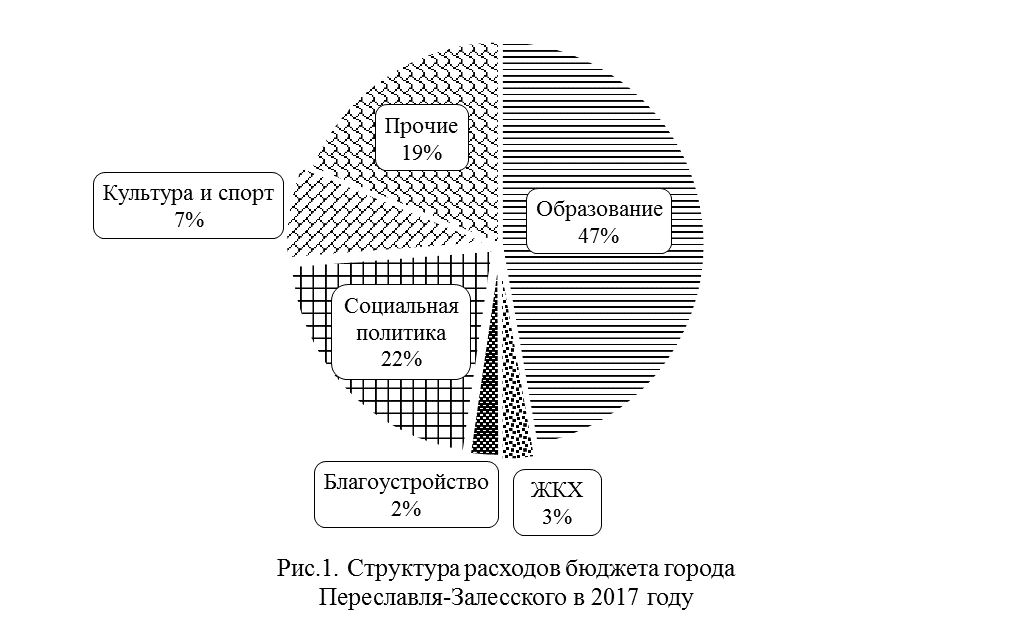 Прочие
19%
Культура и спорт
7%
Образование
47%
Социальная
политика
22%
Благоустройство
2%
ЖКХ
3%
Рис.1. Структура расходов бюджета города
Переславля-Залесского в 2017 году